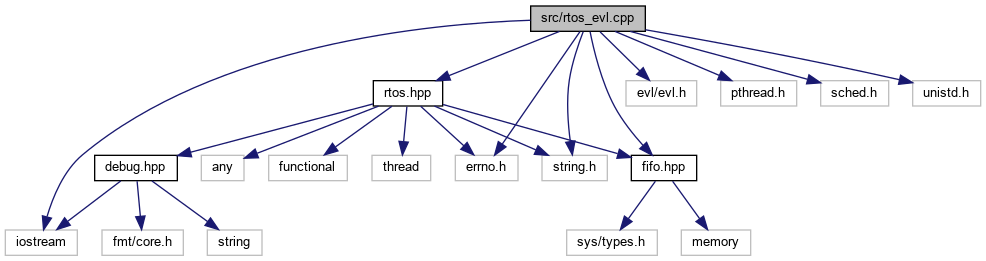 src/rtos_evl.cpp
rtos.hpp
evl/evl.h
pthread.h
sched.h
unistd.h
debug.hpp
any
functional
thread
errno.h
string.h
fifo.hpp
iostream
fmt/core.h
string
sys/types.h
memory